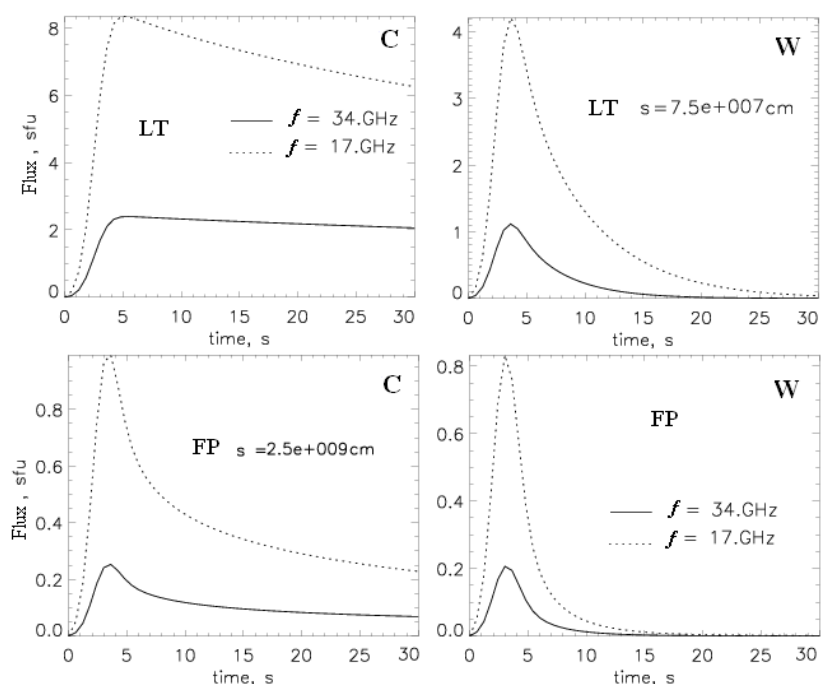 C
LT
f = 34.GHz
f = 17.GHz
Flux , sfu
8
6
4
2
0
0 5 10 15 20 25 30
time, s
W
LT s = 7.5e+007cm
4
3
2
1
0
0 5 10 15 20 25 30
time, s
C
FP s =2.5e+009cm
Flux , sfu
0.8
0.6
0.4
0.2
0.0
0 5 10 15 20 25 30
time, s
W
FP
f = 34.GHz
f = 17.GHz
0.8
0.6
0.4
0.2
0.0
0 5 10 15 20 25 30
time, s